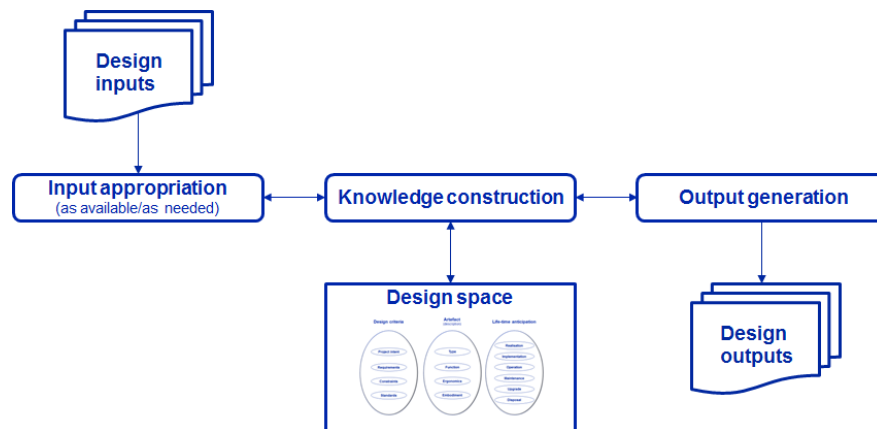 Design
inputs
Input appropriation
(as available/as needed)
Knowledge construction
Output generation
Design space
Design criteria
Artefact
Life-time anticipation
Project intent
Requirements
Constraints
Standards
Type
Function
Ergonomics
Embodiment
Realisation
Implementation
Operation
Maintenance
Upgrade
Disposal
Design
outputs